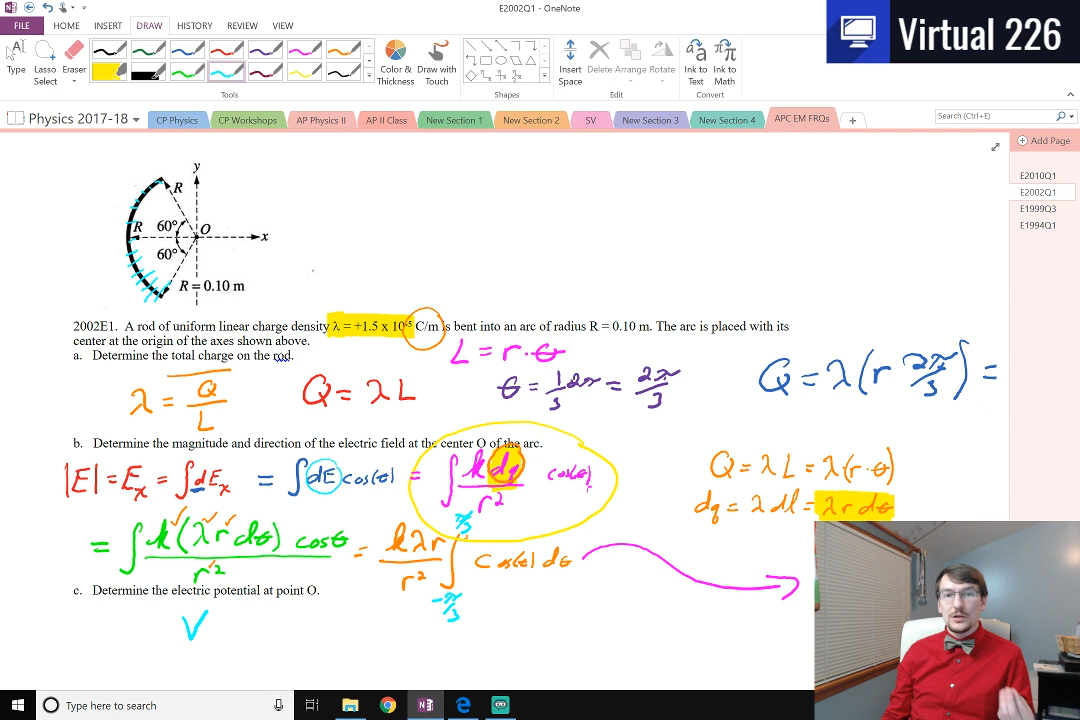 E2002Q1 - OneNote
Virtual 226
FILE HOME INSERT DRAW HISTORY REVIEW VIEW
Type Lasso Select Eraser
Color & Thickness Draw with Touch
Insert Space Delete Arrange Rotate
Ink to Text Ink to Math
Tools Shapes Edit Convert
Physics 2017-18 CP Physics CP Workshops AP Physics II AP II Class New Section 1 New Section 2 SV New Section 3 New Section 4 APC EM FRQs
Search (Ctrl+E)
Add Page
E2010Q1
E2002Q1
E1999Q3
E1994Q1
y
R
R 60° O x
60°
R = 0.10 m
2002E1. A rod of uniform linear charge density λ = +1.5 x 10⁻⁵ C/m is bent into an arc of radius R = 0.10 m. The arc is placed with its
center at the origin of the axes shown above.
a. Determine the total charge on the rod.
L = r·θ
λ = Q/L Q = λL θ = 1/3 2π = 2π/3 Q = λ(r 2π/3) =
b. Determine the magnitude and direction of the electric field at the center O of the arc.
|E| = Eₓ = ∫dEₓ = ∫dE cos(θ) = ∫ k dq/r² cos(θ)
Q = λL = λ(r·θ)
dq = λdl = λrdθ
= ∫ k(λrdθ)/r² cosθ = kλr/r² ∫ -π/3 π/3 cos(θ)dθ
c. Determine the electric potential at point O.
V
Type here to search